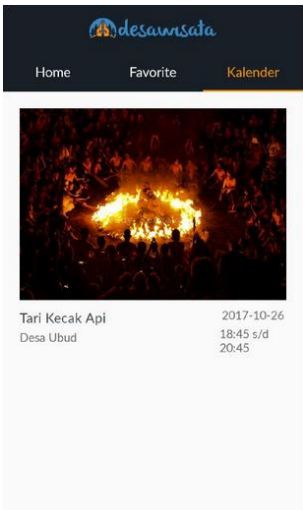 desawisata
Home Favorite Kalender
Tari Kecak Api 2017-10-26
Desa Ubud 18:45 s/d
20:45